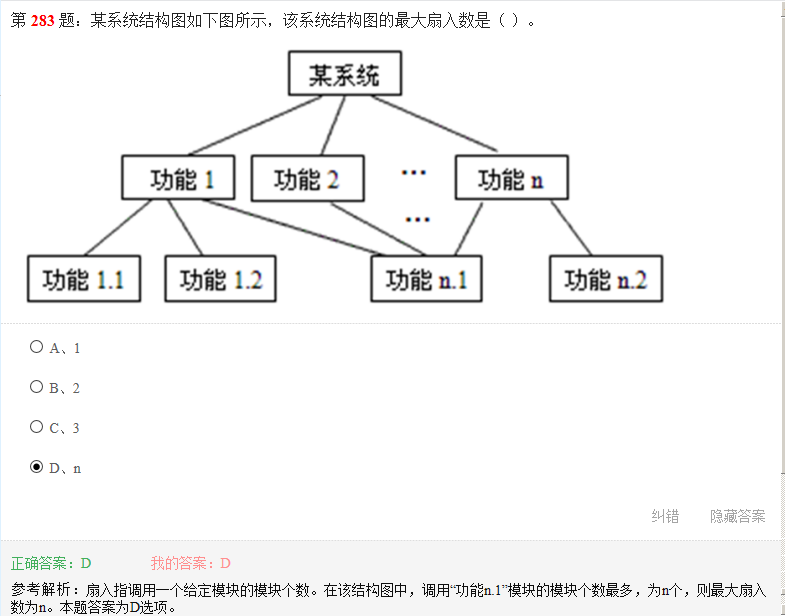 第 283 题：某系统结构图如下图所示，该系统结构图的最大扇入数是（ ）。
某系统
功能 1
功能 2
...
功能 n
...
功能 1.1
功能 1.2
功能 n.1
功能 n.2
A、1
B、2
C、3
D、n
纠错
隐藏答案
正确答案：D
我的答案：D
参考解析：扇入指调用一个给定模块的模块个数。在该结构图中，调用“功能n.1”模块的模块个数最多，为n个，则最大扇入
数为n。本题答案为D选项。